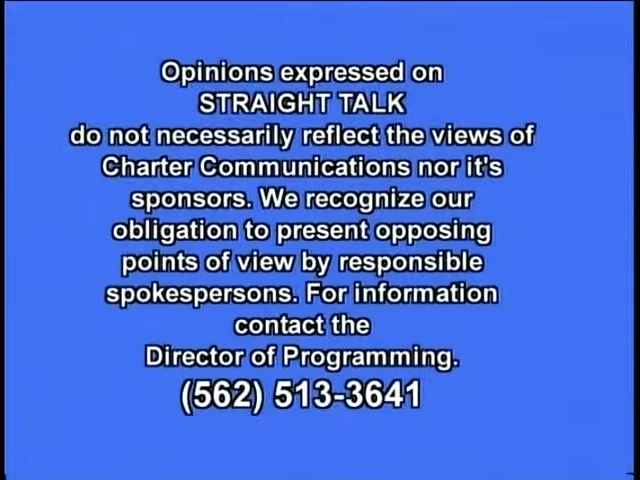 Opinions expressed on
STRAIGHT TALK
do not necessarily reflect the views of
Charter Communications nor it's
sponsors. We recognize our
obligation to present opposing
points of view by responsible
spokespersons. For information
contact the
Director of Programming.
(562) 513-3641